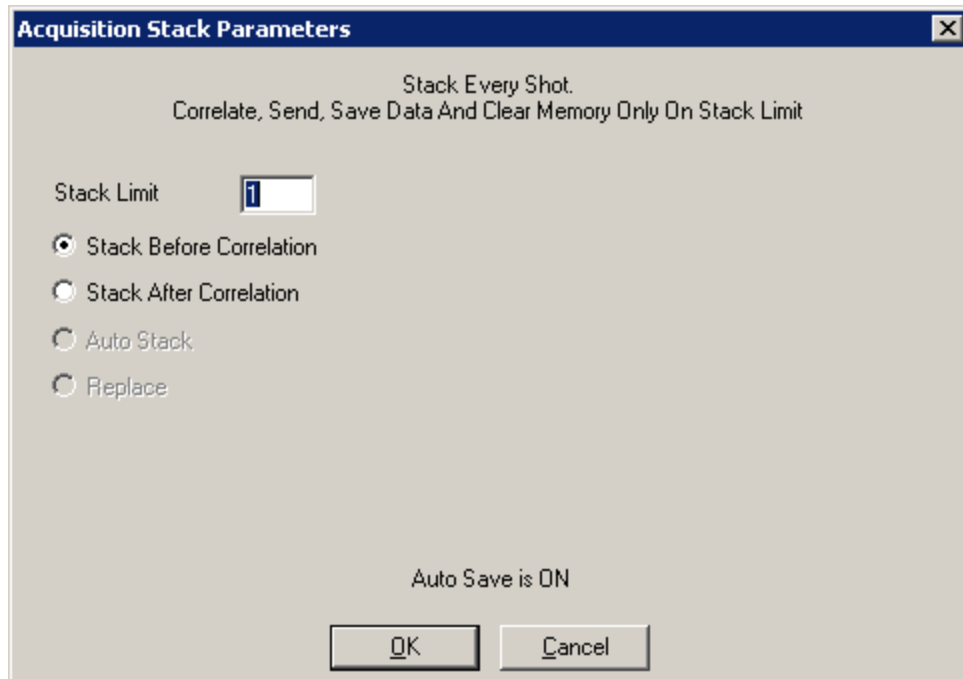 Acquisition Stack Parameters
Stack Every Shot.
Correlate, Send, Save Data And Clear Memory Only On Stack Limit
Stack Limit 1
Stack Before Correlation
Stack After Correlation
Auto Stack
Replace
Auto Save is ON
OK Cancel